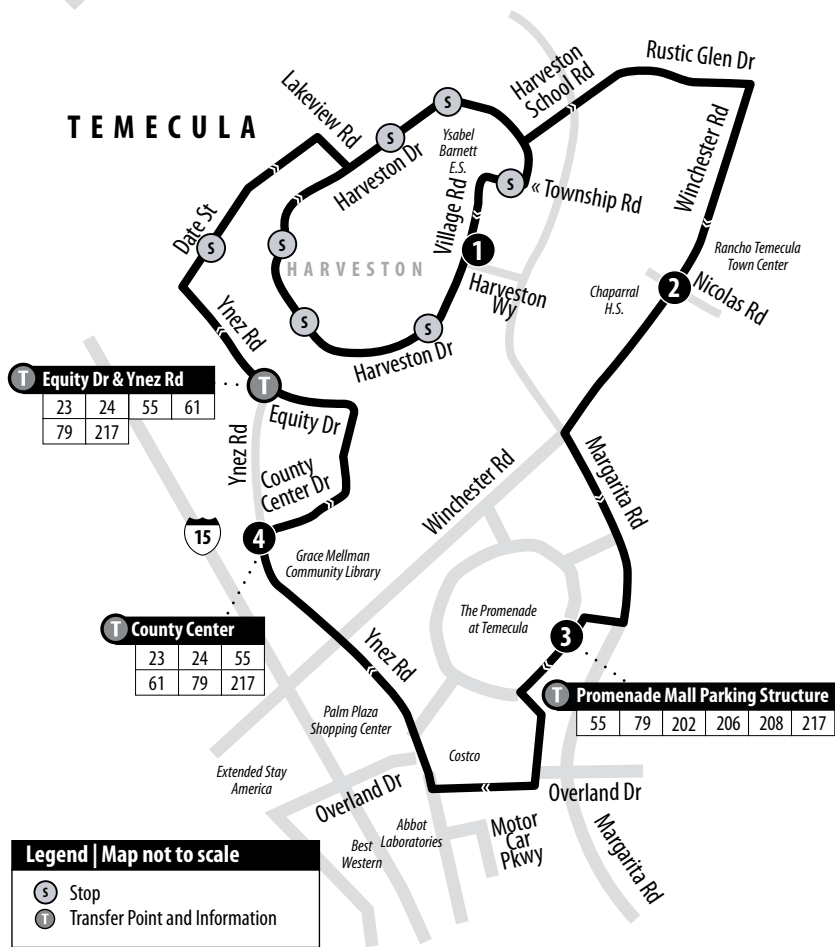 Rustic Glen Dr
Harveston
School Rd
Lakeview Rd
TEMECULA
Ysabel
Barnett
E.S.
Winchester Rd
Harveston Dr
S
S
S
« Township Rd
Village Rd
Date St
S
S
1
HARVESTON
Rancho Temecula
Town Center
Harveston
Wy
Chaparral
H.S.
2
Nicolas Rd
Ynez Rd
S
S
Harveston Dr
T Equity Dr & Ynez Rd
23 24 55 61
79 217
T
Equity Dr
Ynez Rd
County
Center Dr
Winchester Rd
Margarita Rd
15
4
Grace Mellman
Community Library
The Promenade
at Temecula
3
T County Center
23 24 55
61 79 217
Ynez Rd
T Promenade Mall Parking Structure
55 79 202 206 208 217
Palm Plaza
Shopping Center
Costco
Extended Stay
America
Overland Dr
Overland Dr
Abbot
Laboratories
Best
Western
Motor
Car
Pkwy
Margarita Rd
Legend | Map not to scale
S Stop
T Transfer Point and Information